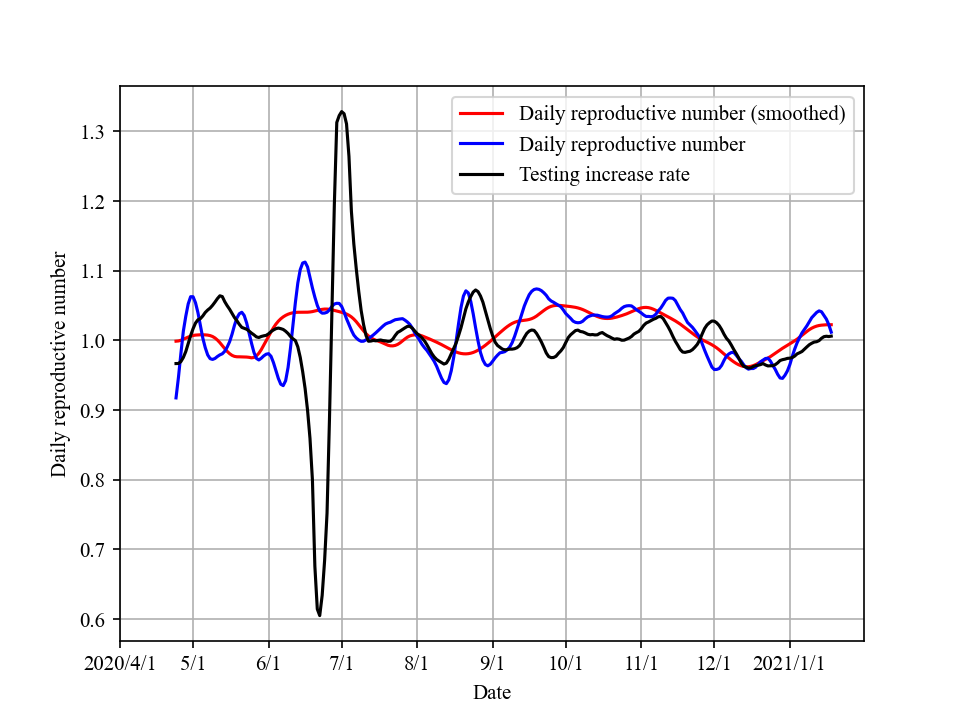 Daily reproductive number (smoothed)
Daily reproductive number
Testing increase rate
Daily reproductive number
1.3
1.2
1.1
1.0
0.9
0.8
0.7
0.6
2020/4/1 5/1 6/1 7/1 8/1 9/1 10/1 11/1 12/1 2021/1/1
Date